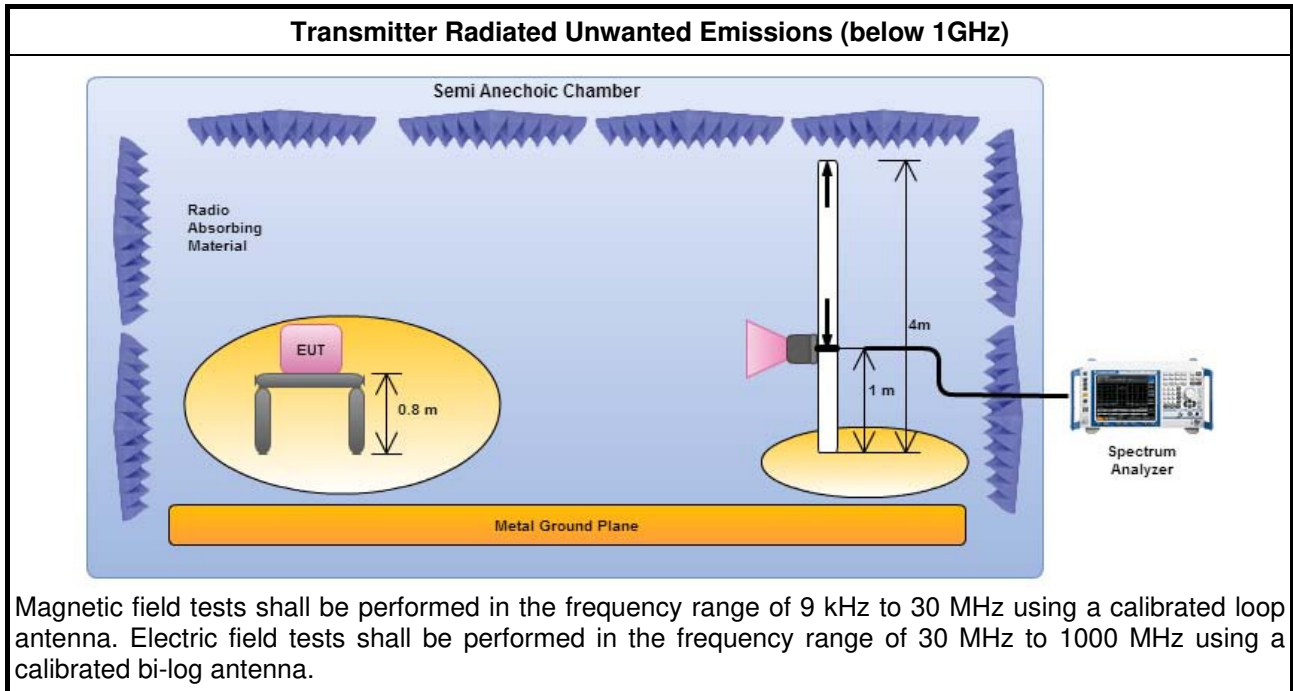 Transmitter Radiated Unwanted Emissions (below 1GHz)
Semi Anechoic Chamber
Radio
Absorbing
Material
EUT
0.8 m
4m
1 m
Spectrum
Analyzer
Metal Ground Plane
Magnetic field tests shall be performed in the frequency range of 9 kHz to 30 MHz using a calibrated loop
antenna. Electric field tests shall be performed in the frequency range of 30 MHz to 1000 MHz using a
calibrated bi-log antenna.